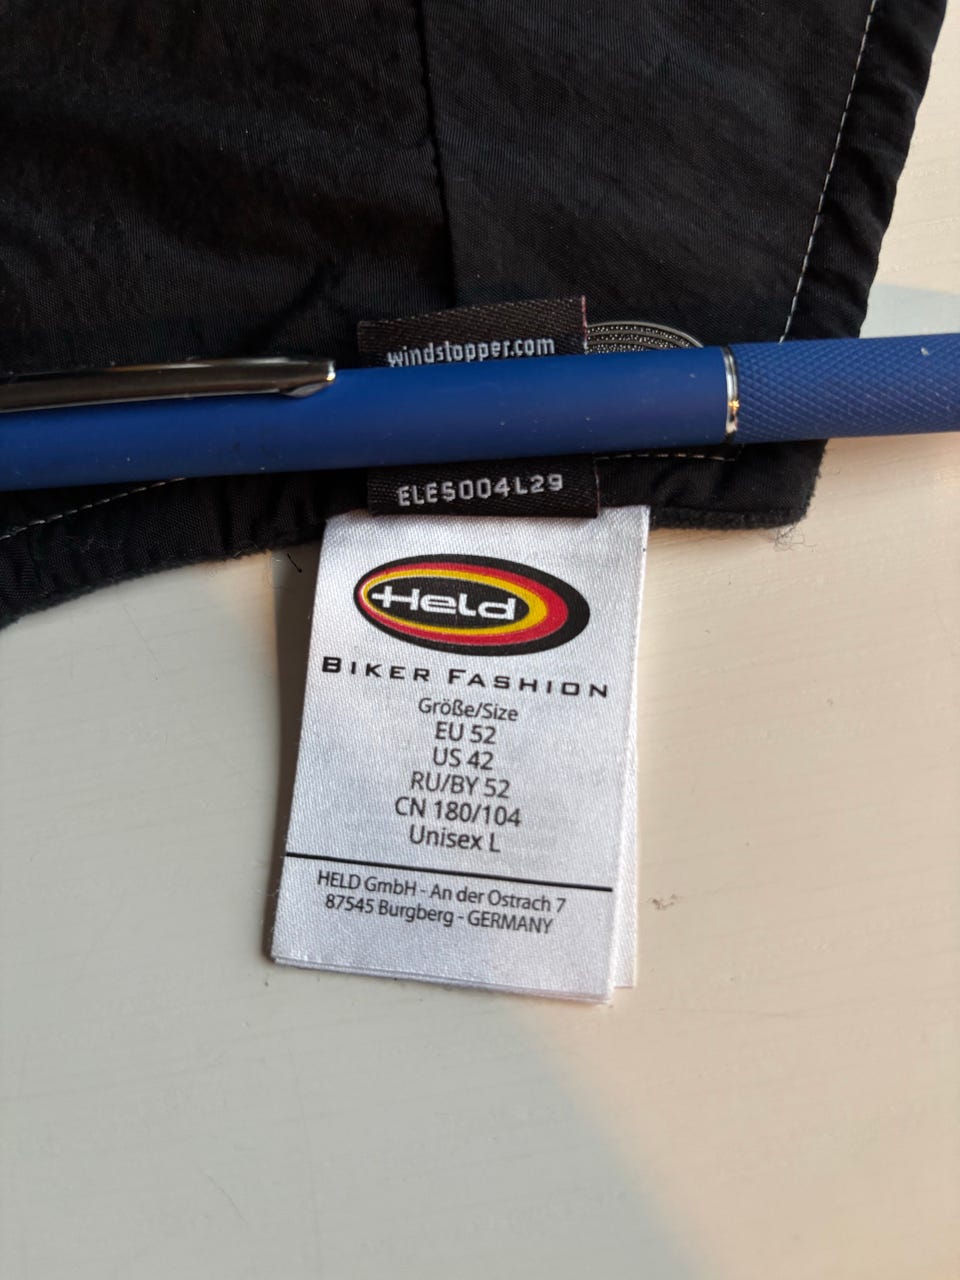 windstopper.com
ELES004L29
Held
BIKER FASHION
Größe/Size
EU 52
US 42
RU/BY 52
CN 180/104
Unisex L
HELD GmbH - An der Ostrach 7
87545 Burgberg - GERMANY